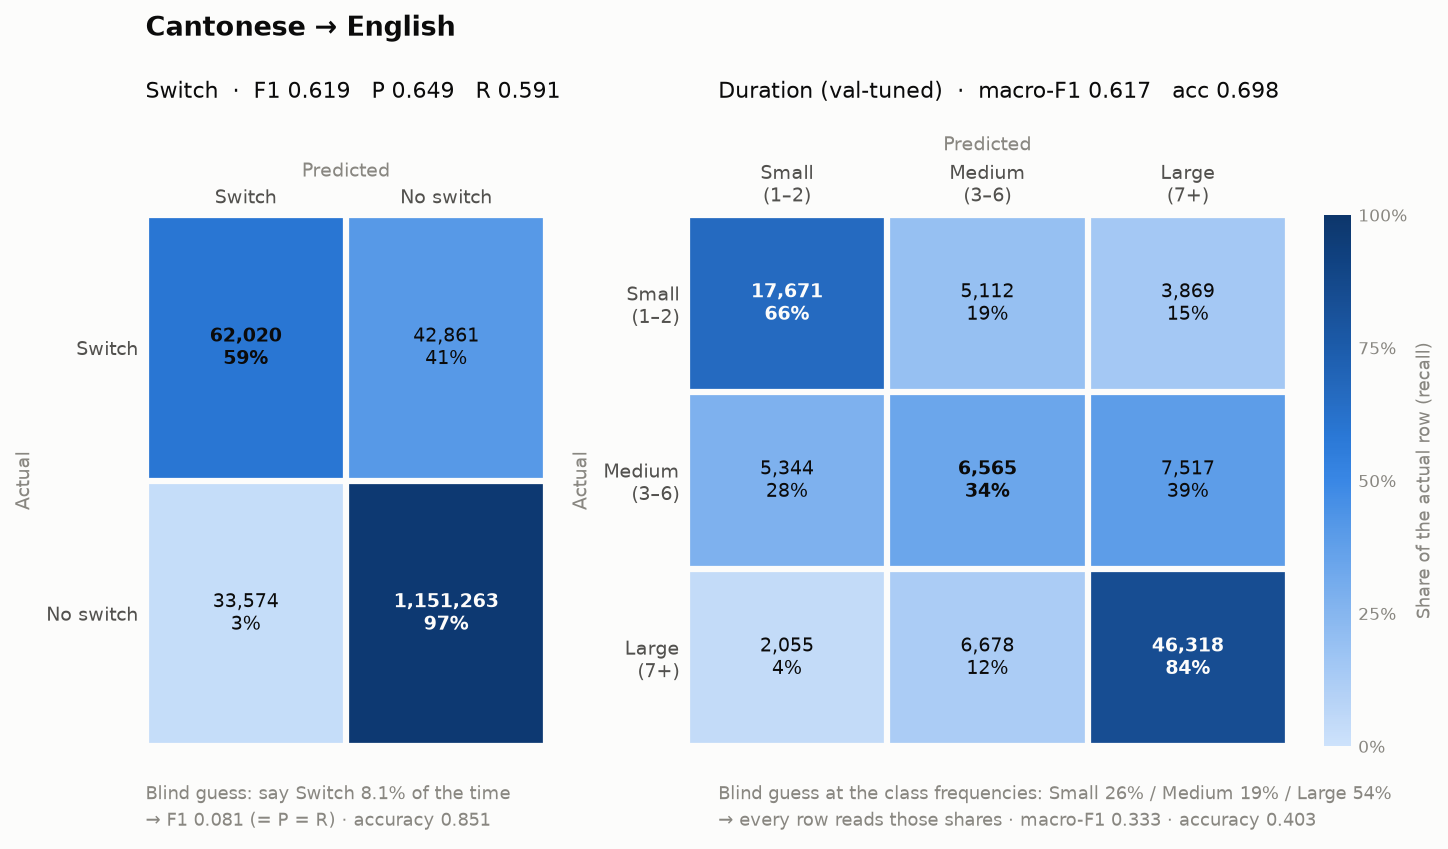 Cantonese → English
Switch · F1 0.619 P 0.649 R 0.591
Predicted
Switch No switch
Actual
Switch
62,020 42,861
59% 41%
No switch
33,574 1,151,263
3% 97%
Blind guess: say Switch 8.1% of the time
→ F1 0.081 (= P = R) · accuracy 0.851
Duration (val-tuned) · macro-F1 0.617 acc 0.698
Predicted
Small Medium Large
(1–2) (3–6) (7+)
Actual
Small
(1–2)
17,671 5,112 3,869
66% 19% 15%
Medium
(3–6)
5,344 6,565 7,517
28% 34% 39%
Large
(7+)
2,055 6,678 46,318
4% 12% 84%
Blind guess at the class frequencies: Small 26% / Medium 19% / Large 54%
→ every row reads those shares · macro-F1 0.333 · accuracy 0.403
100%
75%
50%
25%
0%
Share of the actual row (recall)